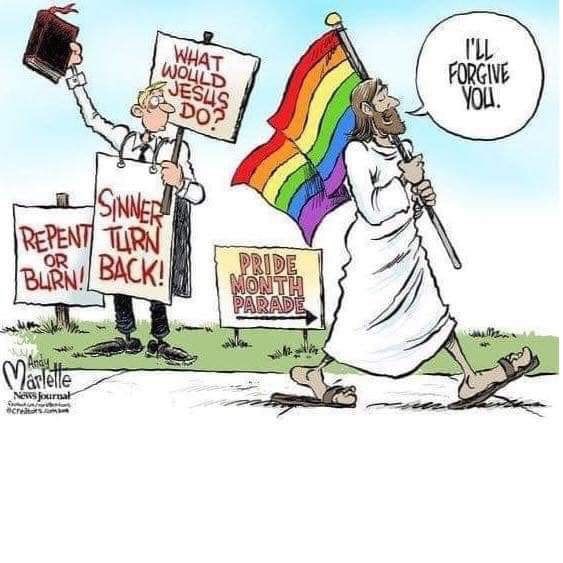 WHAT
WOULD
JESUS
DO?
I'LL
FORGIVE
YOU.
SINNER
TURN
BACK!
REPENT
OR
BURN!
PRIDE
MONTH
PARADE
Andy
Marlette
News Journal